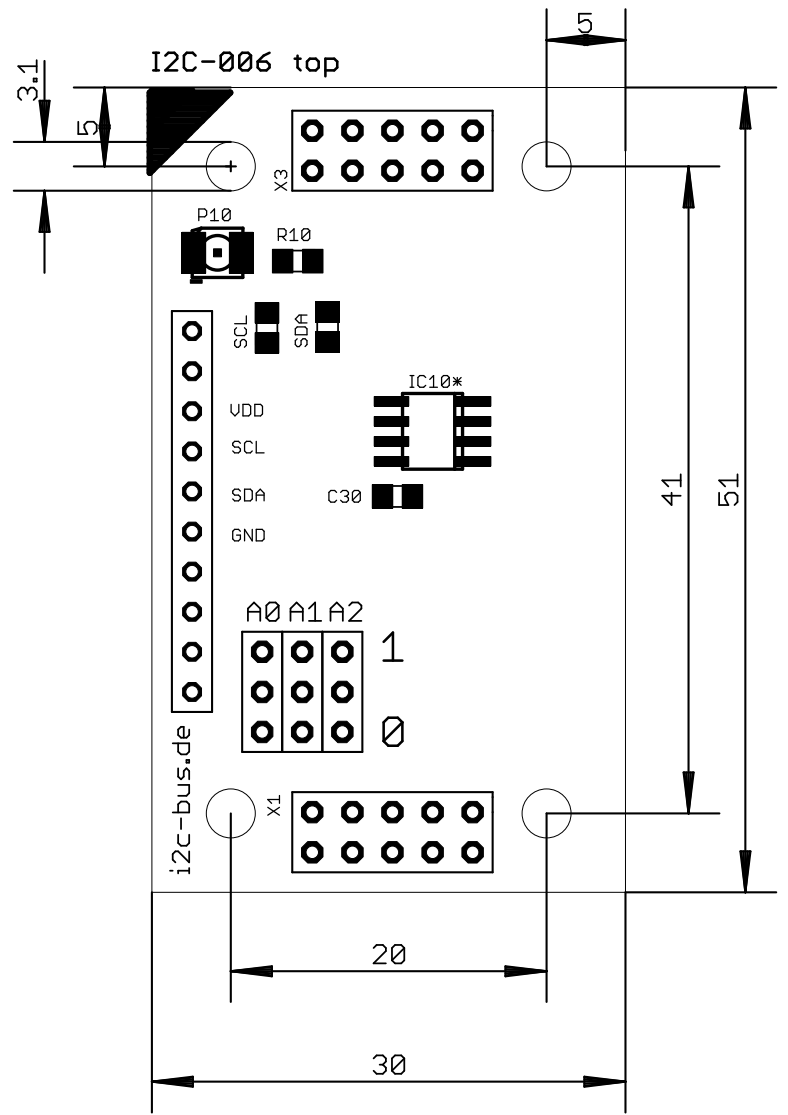 5
I2C-006 top
3.1
5
X3
P10
R10
SCL
SDA
IC10*
VDD
SCL
SDA
C30
GND
41
51
A0 A1 A2
1
0
i2c-bus.de
X1
20
30